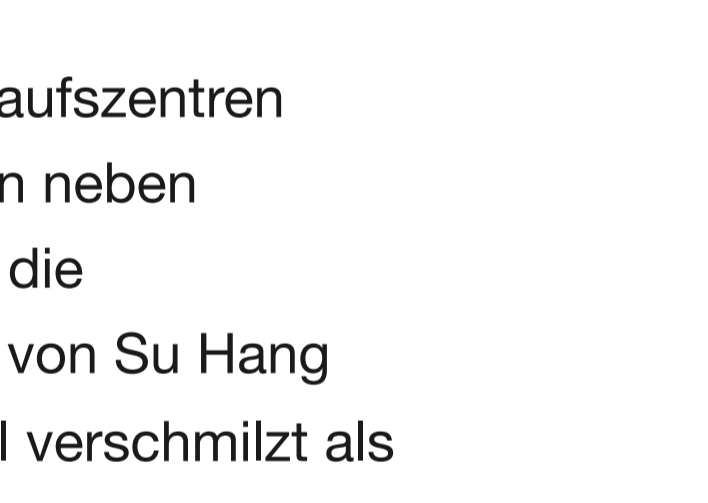 aufszentren
n neben
die
von Su Hang
l verschmilzt als